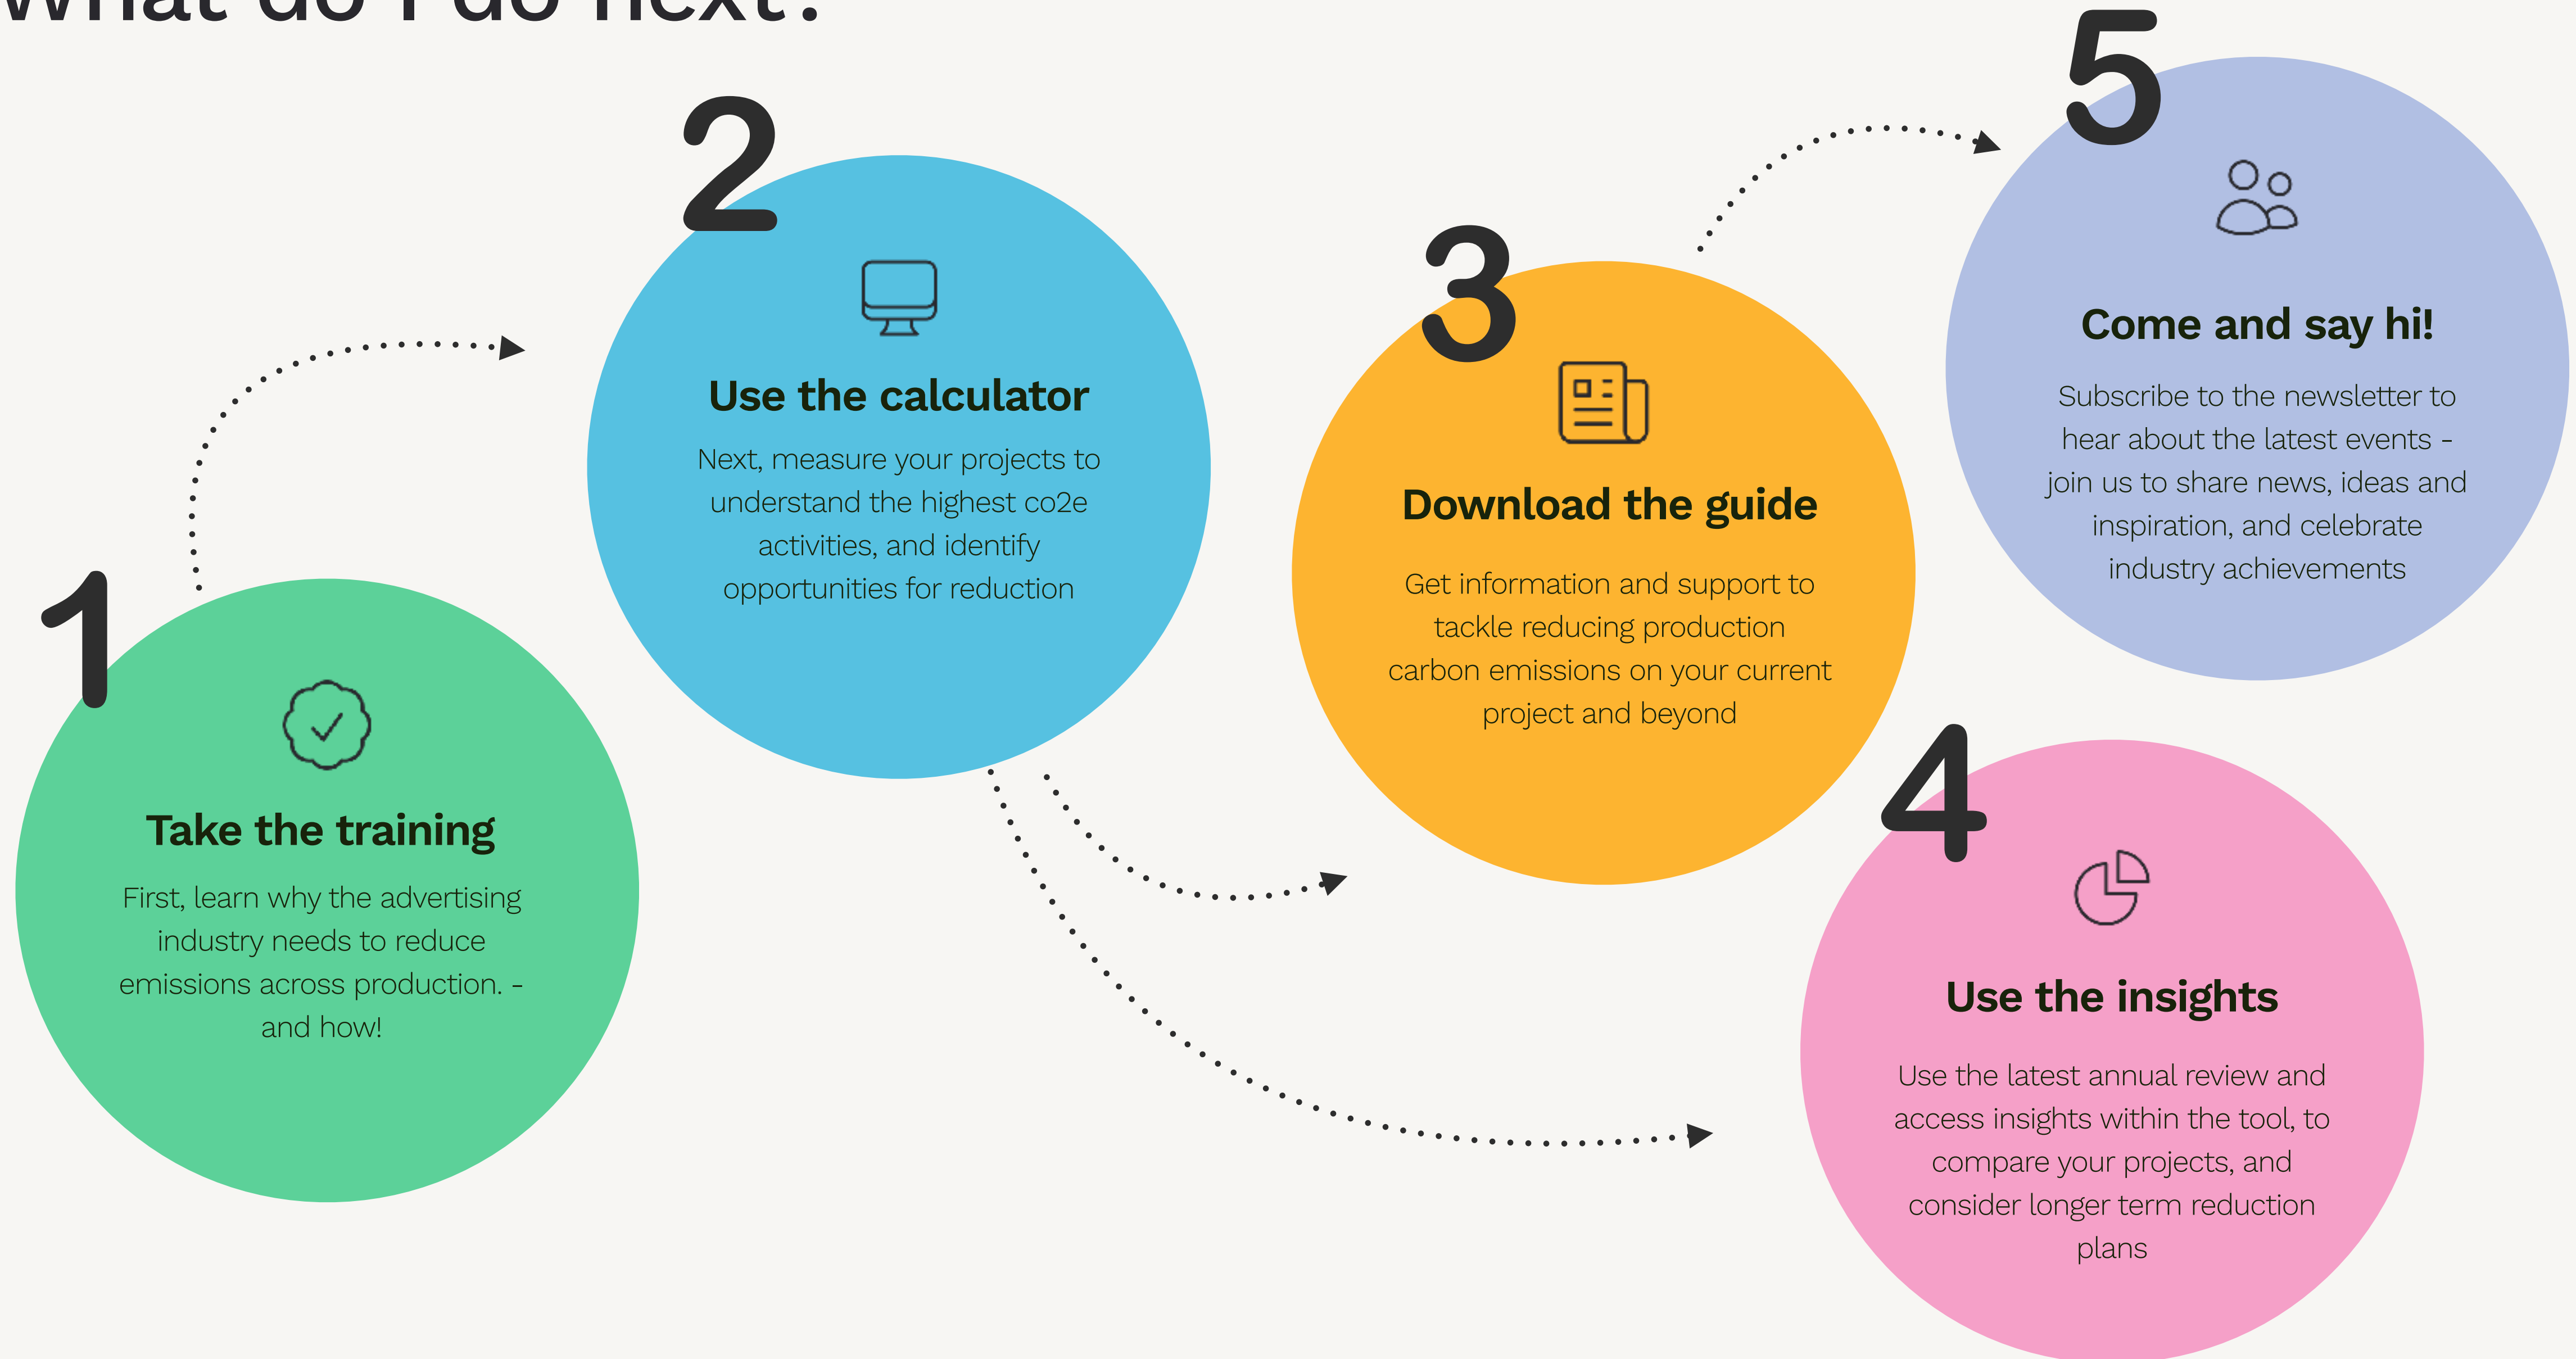 what do I do next?
1
Take the training
First, learn why the advertising
industry needs to reduce
emissions across production. -
and how!
2
Use the calculator
Next, measure your projects to
understand the highest co2e
activities, and identify
opportunities for reduction
3
Download the guide
Get information and support to
tackle reducing production
carbon emissions on your current
project and beyond
4
Use the insights
Use the latest annual review and
access insights within the tool, to
compare your projects, and
consider longer term reduction
plans
5
Come and say hi!
Subscribe to the newsletter to
hear about the latest events -
join us to share news, ideas and
inspiration, and celebrate
industry achievements